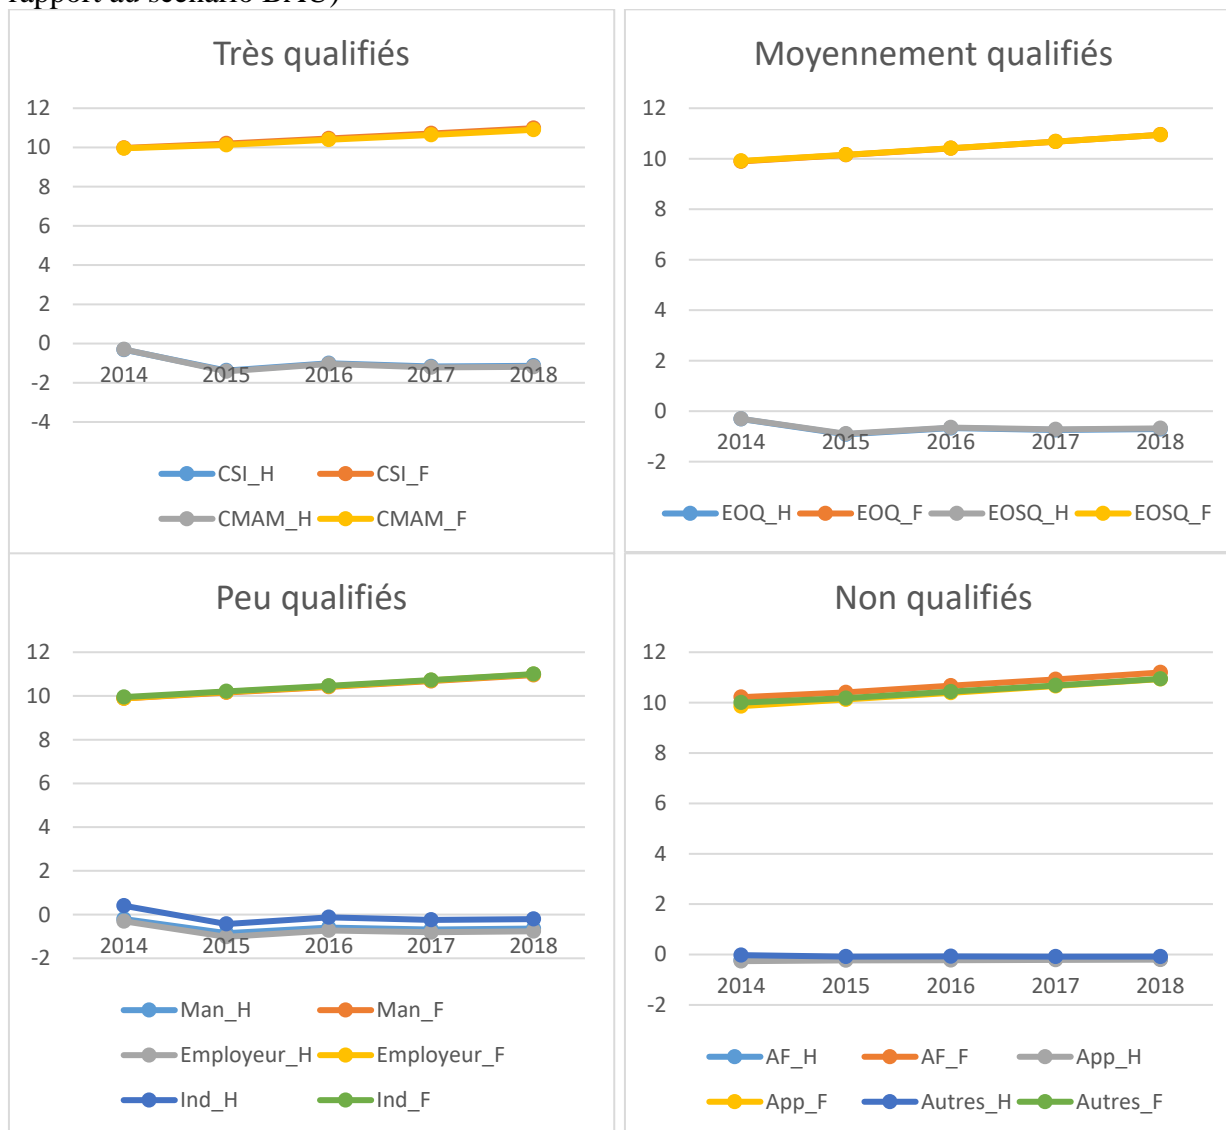 rapport au scénario BAU)
Très qualifiés
12
10
8
6
4
2
0
-2
-4
2014 2015 2016 2017 2018
CSI_H CSI_F
CMAM_H CMAM_F
Moyennement qualifiés
12
10
8
6
4
2
0
-2
2014 2015 2016 2017 2018
EOQ_H EOQ_F EOSQ_H EOSQ_F
Peu qualifiés
12
10
8
6
4
2
0
-2
2014 2015 2016 2017 2018
Man_H Man_F
Employeur_H Employeur_F
Ind_H Ind_F
Non qualifiés
12
10
8
6
4
2
0
-2
2014 2015 2016 2017 2018
AF_H AF_F App_H
App_F Autres_H Autres_F